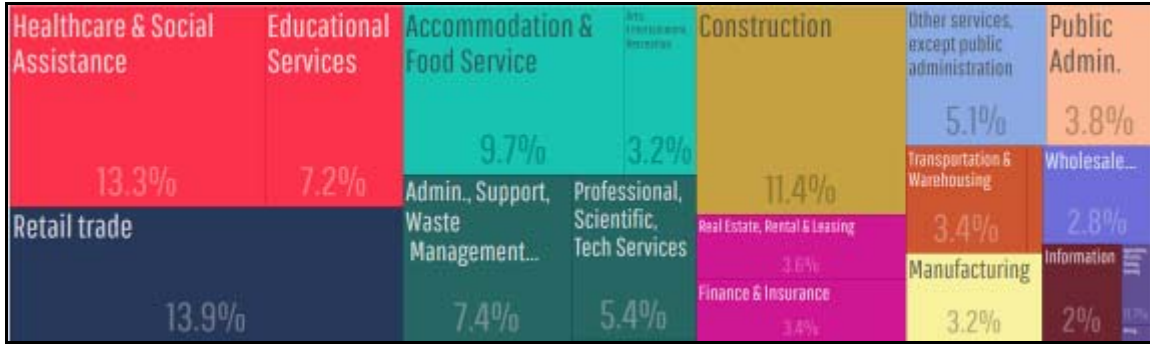 Healthcare & Social
Assistance
13.3%
Educational
Services
7.2%
Retail trade
13.9%
Accommodation &
Food Service
9.7%
Arts,
Entertainment,
Recreation
3.2%
Admin., Support,
Waste
Management...
7.4%
Professional,
Scientific,
Tech Services
5.4%
Construction
11.4%
Real Estate, Rental & Leasing
3.6%
Finance & Insurance
3.4%
Other services,
except public
administration
5.1%
Public
Admin.
3.8%
Transportation &
Warehousing
3.4%
Wholesale...
2.8%
Manufacturing
3.2%
Information
2%